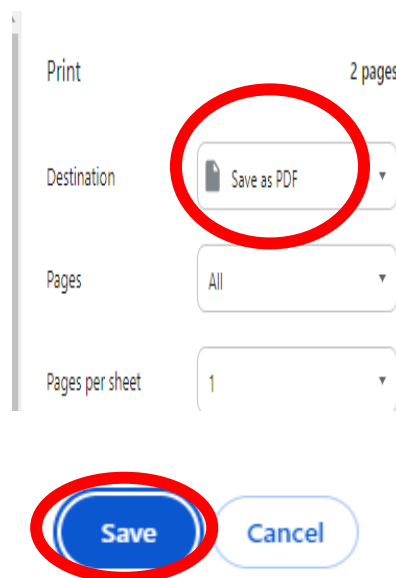 Print 2 pages
Destination Save as PDF
Pages All
Pages per sheet 1
Save Cancel